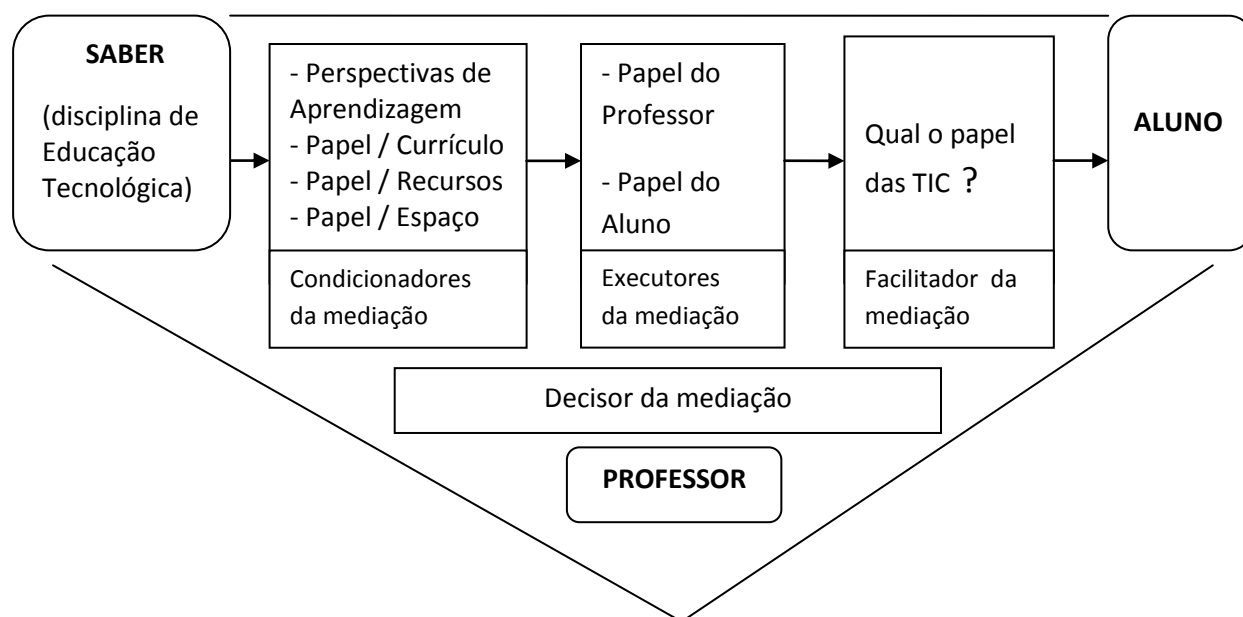 SABER
(disciplina de
Educação
Tecnológica)
- Perspectivas de
Aprendizagem
- Papel / Currículo
- Papel / Recursos
- Papel / Espaço
Condicionadores
da mediação
- Papel do
Professor
- Papel do
Aluno
Executores
da mediação
Qual o papel
das TIC ?
Facilitador da
mediação
ALUNO
Decisor da mediação
PROFESSOR